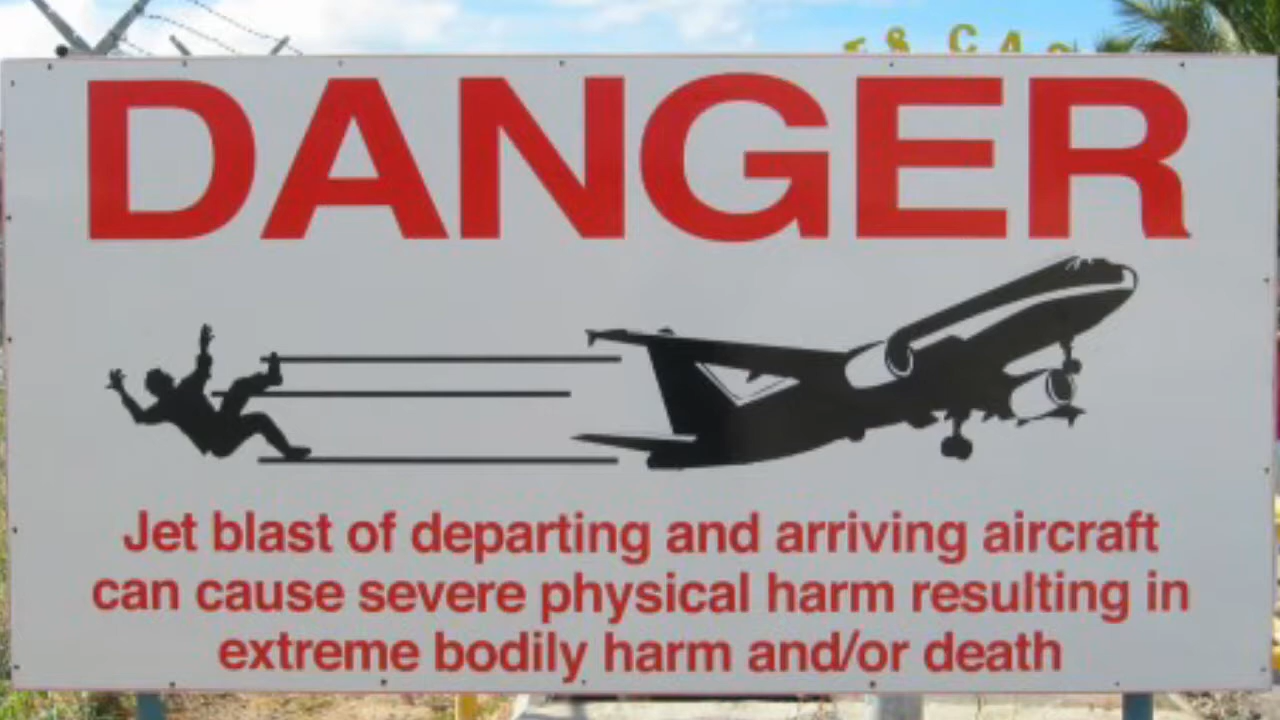 DANGER
Jet blast of departing and arriving aircraft
can cause severe physical harm resulting in
extreme bodily harm and/or death